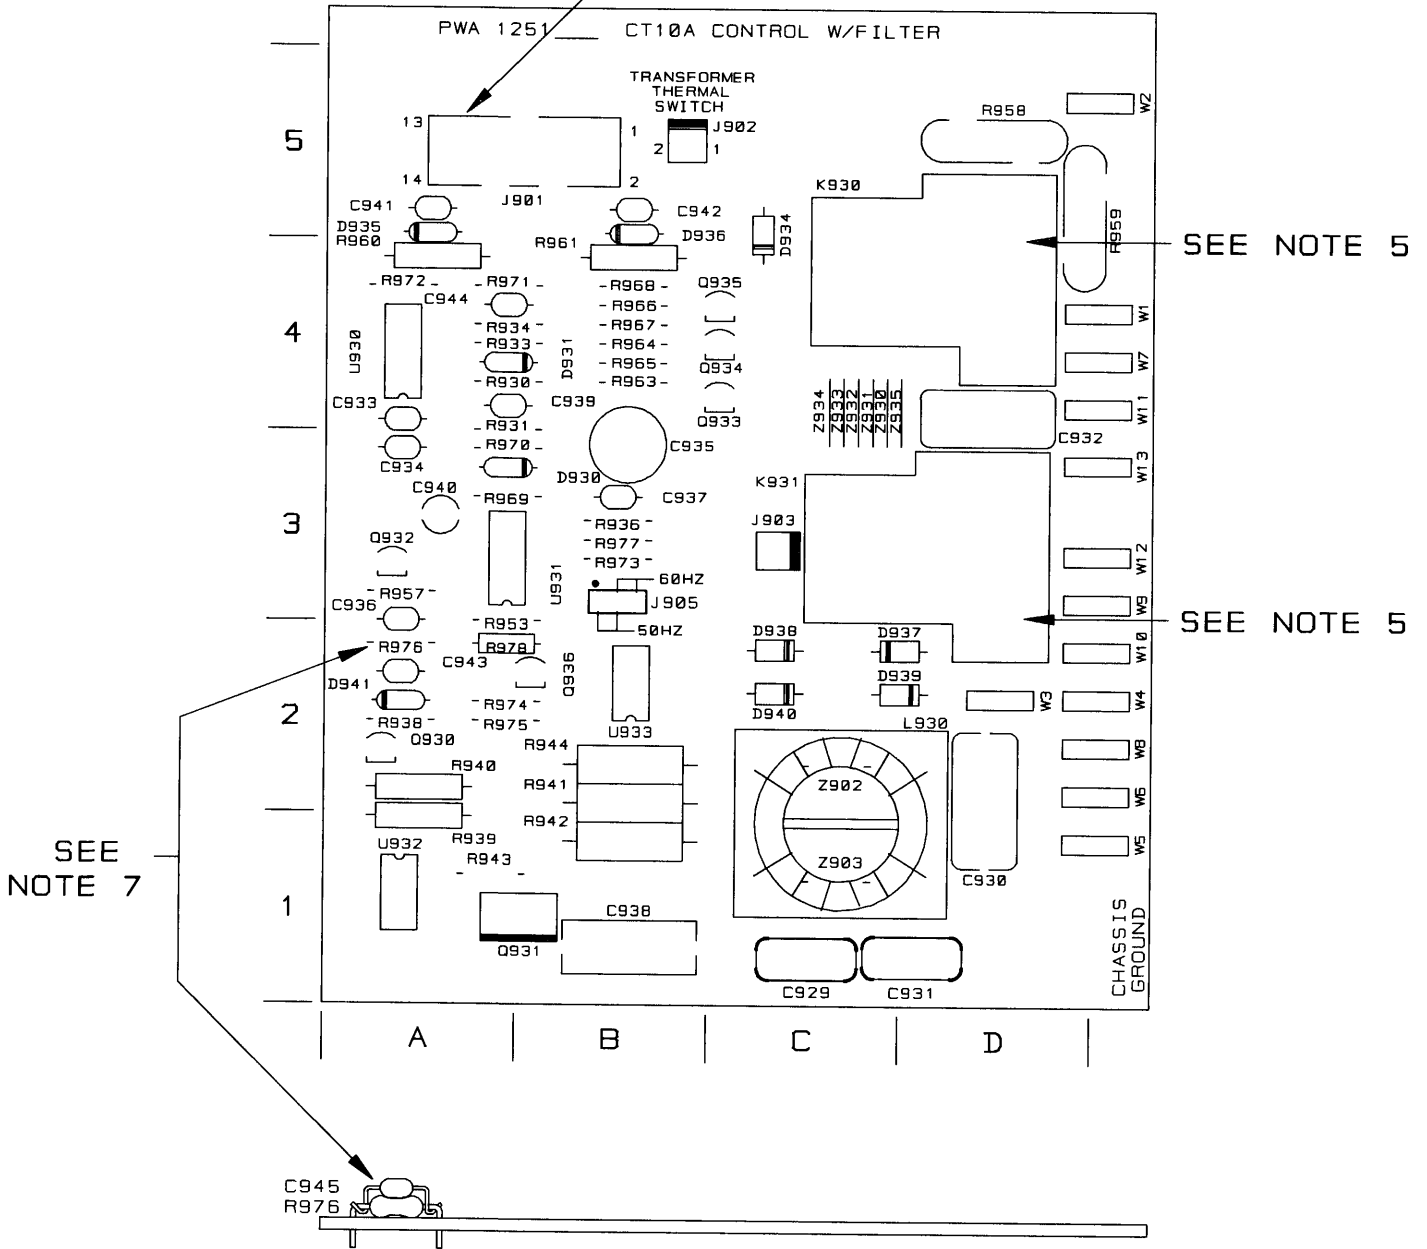 PWA 1251 ___ CT10A CONTROL W/FILTER
TRANSFORMER
THERMAL
SWITCH
W2
R958
5
13
1
J902
2
1
14
2
J901
K930
C941
C942
D935
D936
D934
R959
R960
R961
SEE NOTE 5
R972
R971
R968
Q935
C944
R966
R934
R967
W1
4
U930
R933
D931
R964
R965
Q934
W7
R930
R963
C933
C939
Z934
Z933
Z932
Z931
Z930
Z935
W11
R931
Q933
R970
C935
C932
C934
W13
D930
K931
C940
R969
C937
3
R936
J903
Q932
R977
R973
W12
60HZ
U931
R957
J905
C936
W9
R953
50HZ
D938
D937
SEE NOTE 5
R976
R978
W10
C943
Q936
D941
D939
2
R974
W3
W4
R938
R975
D940
L930
Q930
U933
R944
W8
R940
R941
Z902
W6
R942
SEE
NOTE 7
U932
R939
W5
R943
Z903
C930
1
C938
CHASSIS
GROUND
Q931
C929
C931
A
B
C
D
C945
R976